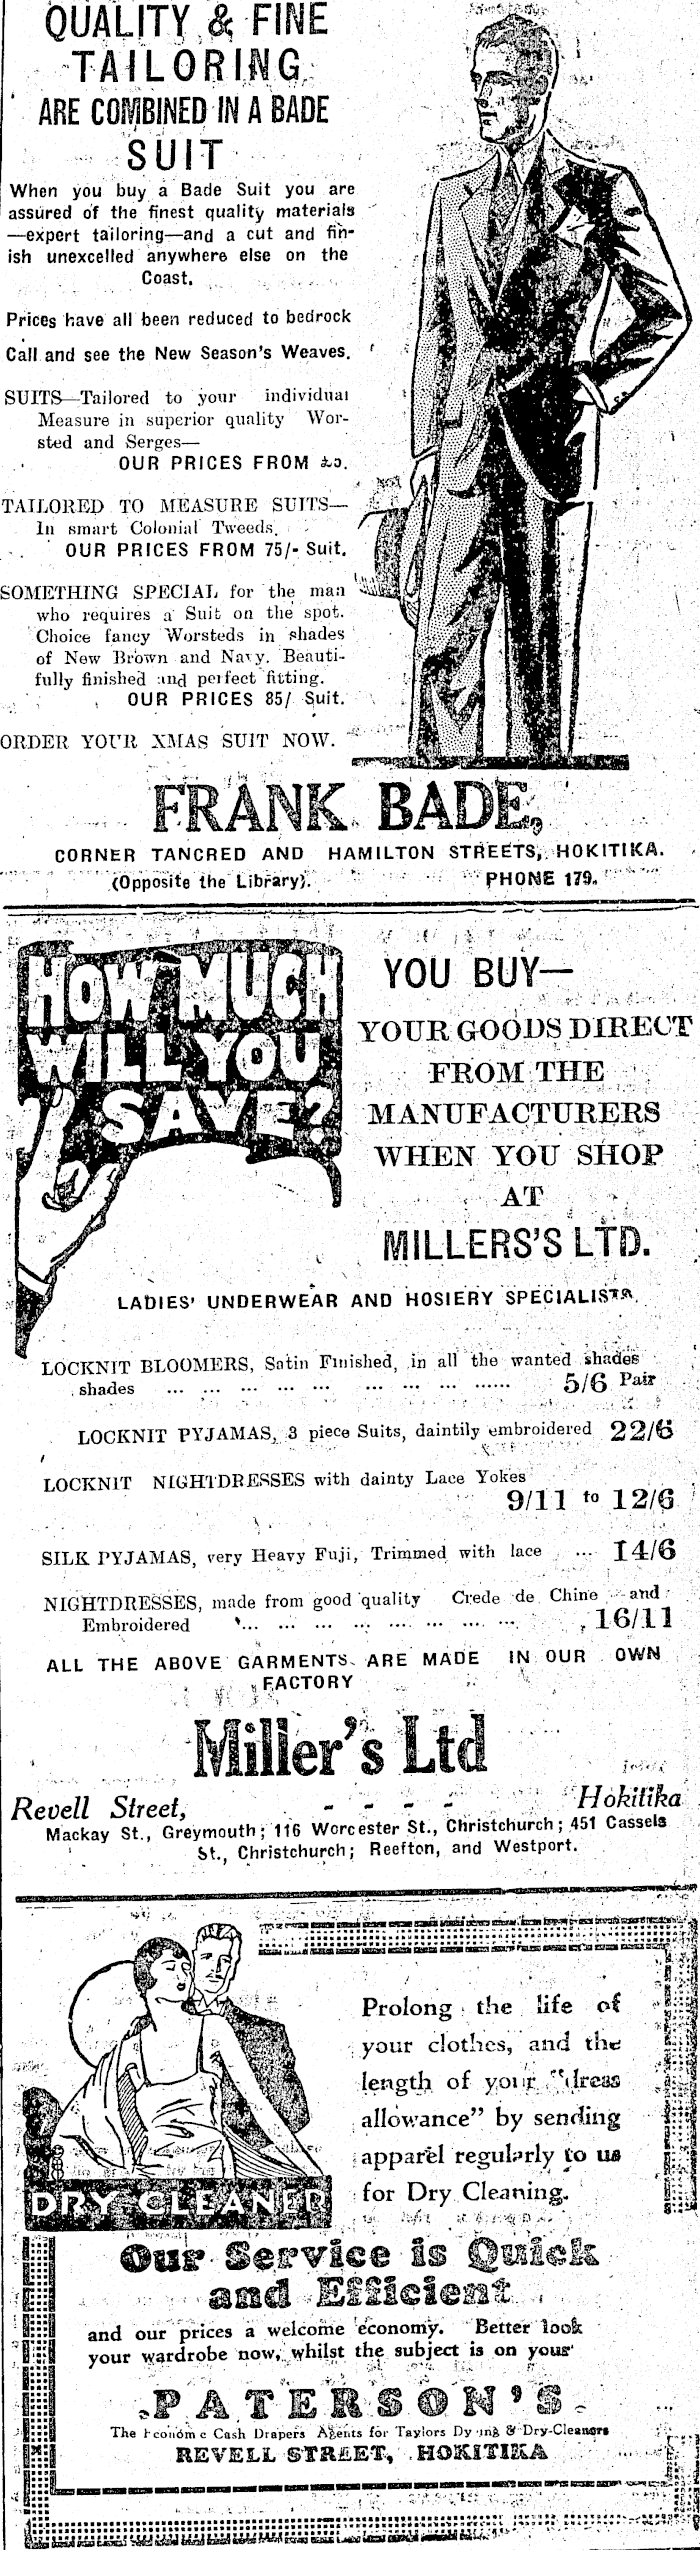 QUALITY & FINE
TAILORING
ARE COMBINED IN A BADE
SUIT
When you buy a Bade Suit you are
assured of the finest quality materials
—expert tailoring—and a cut and fin-
ish unexcelled anywhere else on the
Coast.
Prices have all been reduced to bedrock
Call and see the New Season's Weaves.
SUITS—Tailored to your individual
Measure in superior quality Wor-
sted and Serges—
OUR PRICES FROM
TAILORED TO MEASURE SUITS—
In smart Colonial Tweeds.
OUR PRICES FROM 75/- Suit.
SOMETHING SPECIAL for the man
who requires a Suit on the spot.
Choice fancy Worsteds in shades
of New Brown and Navy. Beauti-
fully finished and perfect fitting.
OUR PRICES 85/ Suit.
ORDER YOUR XMAS SUIT NOW.
FRANK BADE,
CORNER TANCRED AND HAMILTON STREETS, HOKITIKA.
(Opposite the Library). PHONE 179.
HOW MUCH
WILL YOU
SAVE?
YOU BUY—
YOUR GOODS DIRECT
FROM THE
MANUFACTURERS
WHEN YOU SHOP
AT
MILLERS'S LTD.
LADIES' UNDERWEAR AND HOSIERY SPECIALISTS
LOCKNIT BLOOMERS, Satin Finished, in all the wanted shades
shades ... ... ... ... ... ... ... ... ...... 5/6 Pair
LOCKNIT PYJAMAS, 3 piece Suits, daintily embroidered 22/6
LOCKNIT NIGHTDRESSES with dainty Lace Yokes
9/11 to 12/6
SILK PYJAMAS, very Heavy Fuji, Trimmed with lace ... 14/6
NIGHTDRESSES, made from good quality Crede de Chine and
Embroidered ... ... ... ... ... ... ... ... 16/11
ALL THE ABOVE GARMENTS ARE MADE IN OUR OWN
FACTORY
Miller's Ltd
Revell Street, - - - - Hokitika
Mackay St., Greymouth; 116 Worcester St., Christchurch; 451 Cassels
St., Christchurch; Reefton, and Westport.
Prolong the life of
your clothes, and the
length of your "dress
allowance" by sending
apparel regularly to us
for Dry Cleaning.
DRY CLEANED
Our Service is Quick
and Efficient
and our prices a welcome economy. Better look
your wardrobe now, whilst the subject is on your
PATERSON'S
The Economic Cash Drapers Agents for Taylors Dying & Dry-Cleaners
REVELL STREET, HOKITIKA